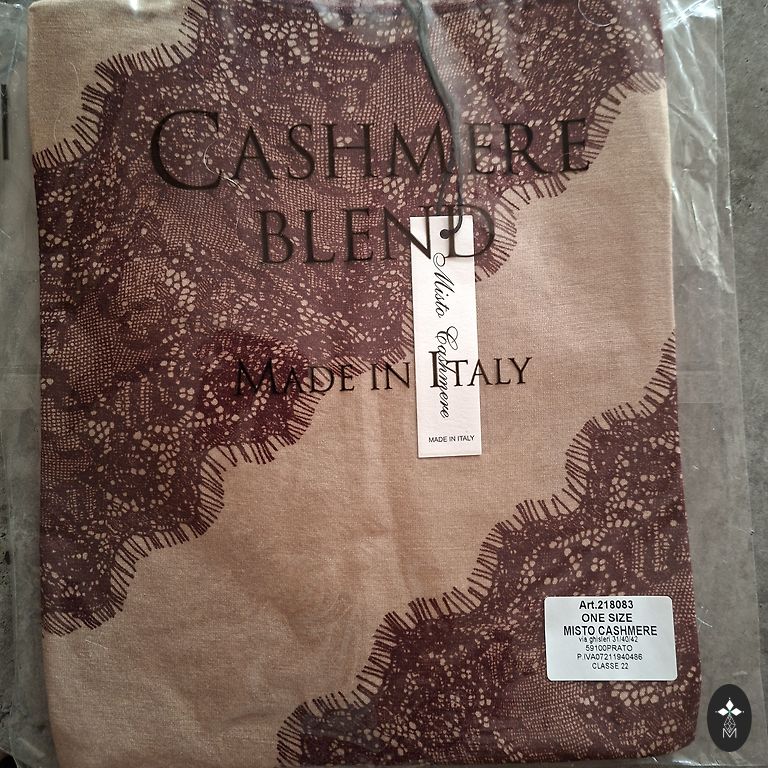 CASHMERE
BLEND
Misto Cashmere
MADE IN ITALY
MADE IN ITALY
Art.218083
ONE SIZE
MISTO CASHMERE
via ghisleri 31/40/42
59100PRATO
P.IVA07211940486
CLASSE 22
M